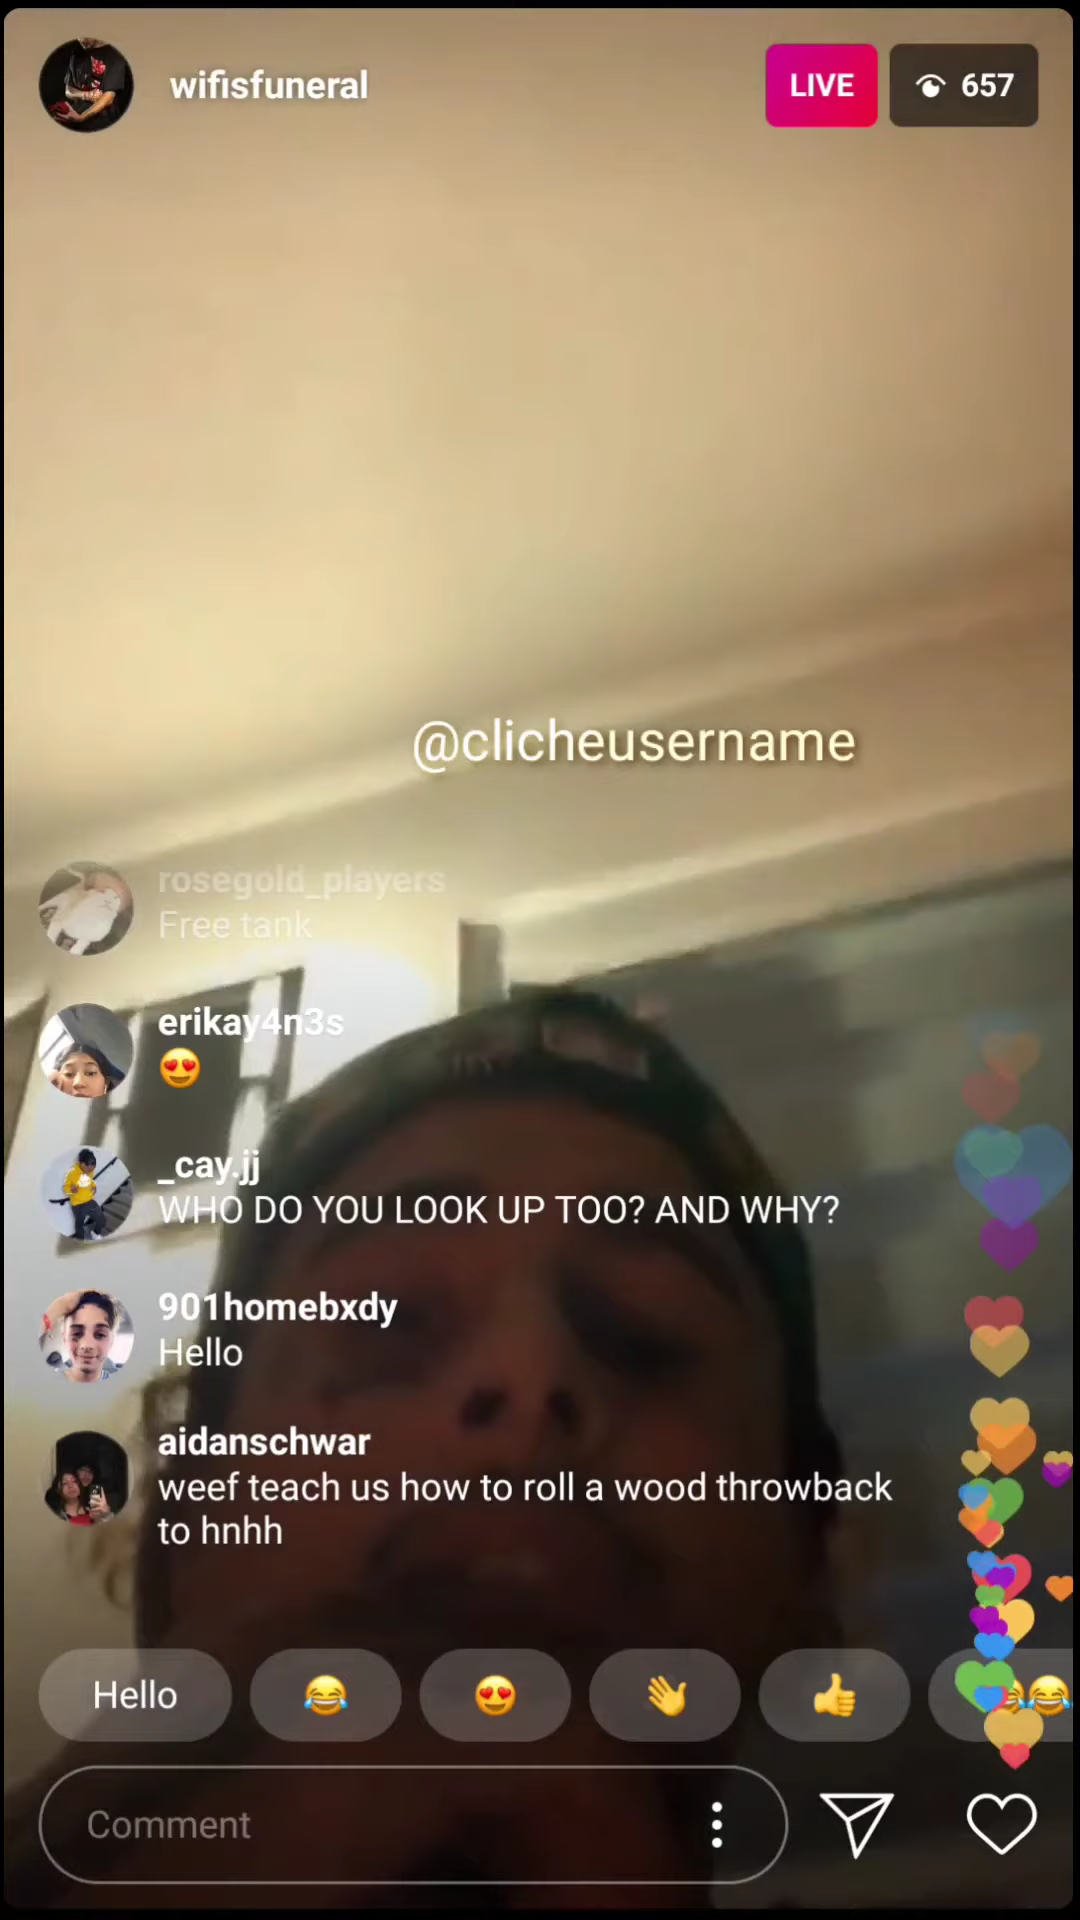 wifisfuneral
LIVE
657
@clicheusername
rosegold_players
Free tank
erikay4n3s
😍
_cay.jj
WHO DO YOU LOOK UP TOO? AND WHY?
901homebxdy
Hello
aidanschwar
weef teach us how to roll a wood throwback
to hnhh
Hello 😂 😍 👋 👍 😂😂
Comment